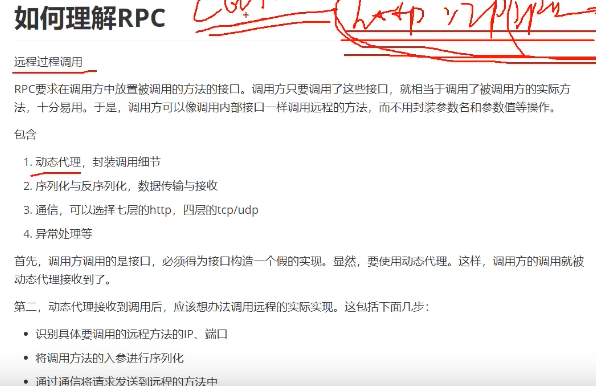 如何理解RPC
http
远程过程调用
RPC要求在调用方中放置被调用的方法的接口。调用方只要调用了这些接口，就相当于调用了被调用方的实际方
法，十分易用。于是，调用方可以像调用内部接口一样调用远程的方法，而不用封装参数名和参数值等操作。
包含
1. 动态代理，封装调用细节
2. 序列化与反序列化，数据传输与接收
3. 通信，可以选择七层的http，四层的tcp/udp
4. 异常处理等
首先，调用方调用的是接口，必须得为接口构造一个假的实现。显然，要使用动态代理。这样，调用方的调用就被
动态代理接收到了。
第二，动态代理接收到调用后，应该想办法调用远程的实际实现。这包括下面几步：
• 识别具体要调用的远程方法的IP、端口
• 将调用方法的入参进行序列化
• 通过通信将请求发送到远程的方法中